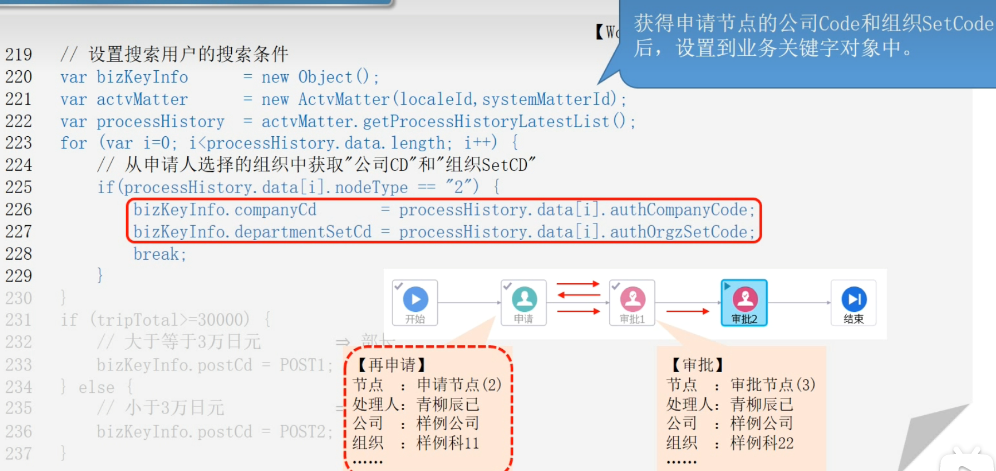 【Wo
获得申请节点的公司Code和组织SetCode
后，设置到业务关键字对象中。
219 // 设置搜索用户的搜索条件
220 var bizKeyInfo = new Object();
221 var actvMatter = new ActvMatter(localeId,systemMatterId);
222 var processHistory = actvMatter.getProcessHistoryLatestList();
223 for (var i=0; i<processHistory.data.length; i++) {
224 // 从申请人选择的组织中获取"公司CD"和"组织SetCD"
225 if(processHistory.data[i].nodeType == "2") {
226 bizKeyInfo.companyCd = processHistory.data[i].authCompanyCode;
227 bizKeyInfo.departmentSetCd = processHistory.data[i].authOrgzSetCode;
228 break;
229 }
230 }
231 if (tripTotal>=30000) {
232 // 大于等于3万日元 ⇒ 部长
233 bizKeyInfo.postCd = POST1;
234 } else {
235 // 小于3万日元
236 bizKeyInfo.postCd = POST2;
237 }
开始 申请 审批1 审批2 结束
【再申请】
节点 ：申请节点(2)
处理人：青柳辰己
公司 ：样例公司
组织 ：样例科11
……
【审批】
节点 ：审批节点(3)
处理人：青柳辰己
公司 ：样例公司
组织 ：样例科22
……